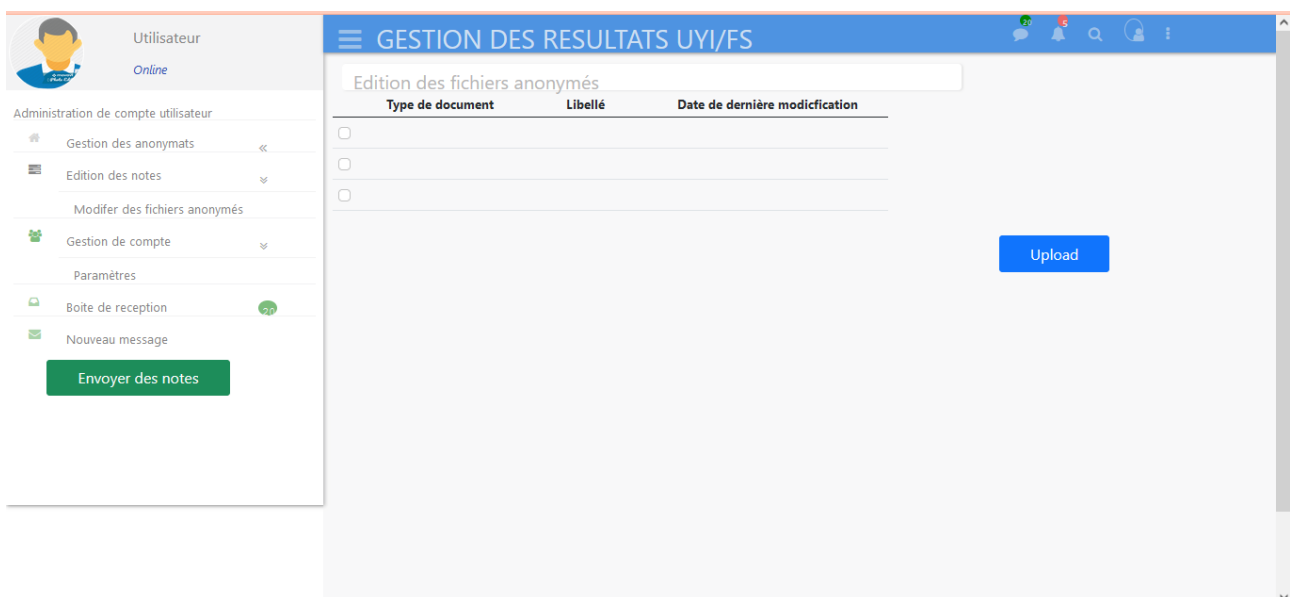 Utilisateur
Online
Administration de compte utilisateur
Gestion des anonymats
Edition des notes
Modifer des fichiers anonymés
Gestion de compte
Paramètres
Boite de reception
Nouveau message
Envoyer des notes
GESTION DES RESULTATS UYI/FS
20
5
Edition des fichiers anonymés
Type de document Libellé Date de dernière modicfication
Upload